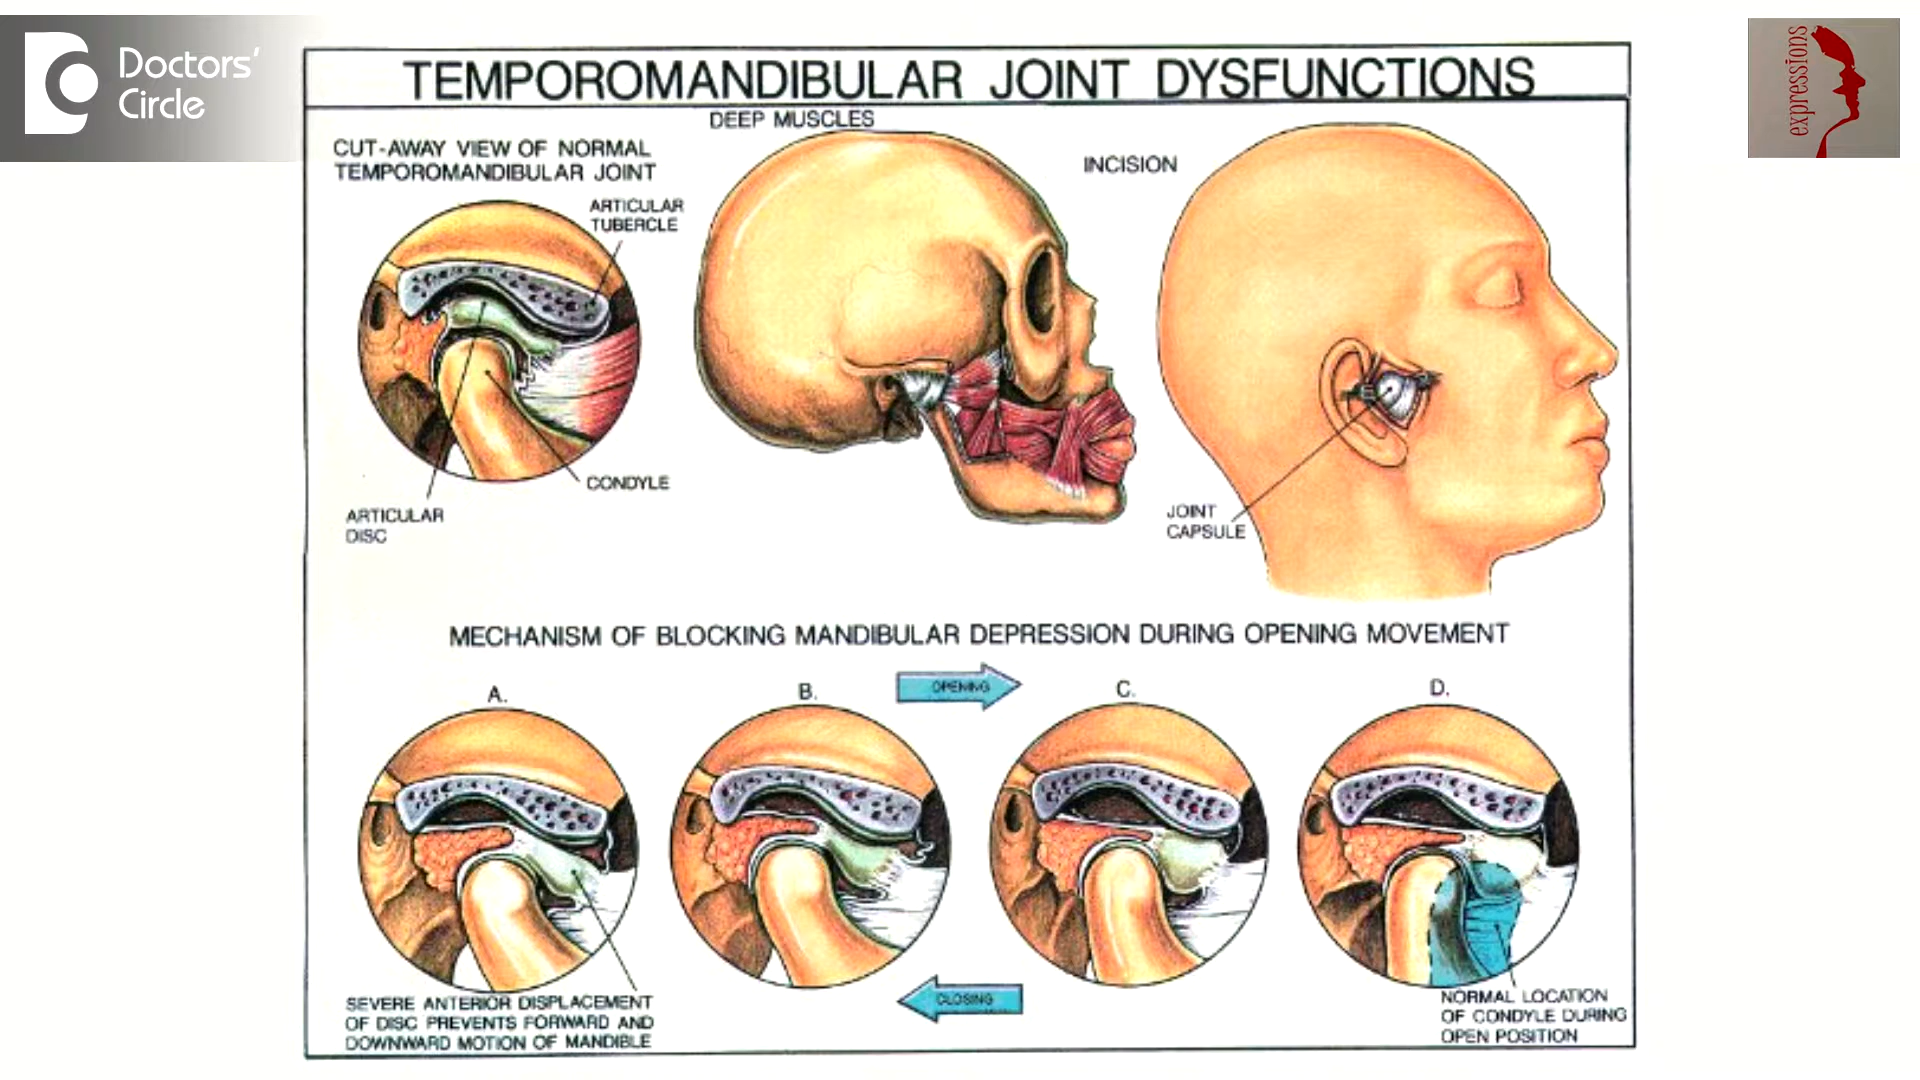 Doctors'
Circle
expressions
TEMPOROMANDIBULAR JOINT DYSFUNCTIONS
CUT-AWAY VIEW OF NORMAL
TEMPOROMANDIBULAR JOINT
ARTICULAR
TUBERCLE
CONDYLE
ARTICULAR
DISC
DEEP MUSCLES
INCISION
JOINT
CAPSULE
MECHANISM OF BLOCKING MANDIBULAR DEPRESSION DURING OPENING MOVEMENT
A.
B.
OPENING
C.
D.
CLOSING
SEVERE ANTERIOR DISPLACEMENT
OF DISC PREVENTS FORWARD AND
DOWNWARD MOTION OF MANDIBLE
NORMAL LOCATION
OF CONDYLE DURING
OPEN POSITION